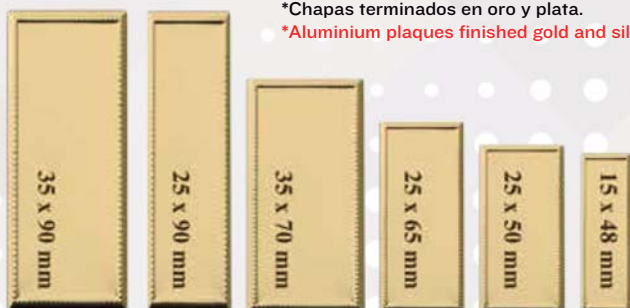 *Chapas terminados en oro y plata.
*Aluminium plaques finished gold and sil
35 x 90 mm
25 x 90 mm
35 x 70 mm
25 x 65 mm
25 x 50 mm
15 x 48 mm